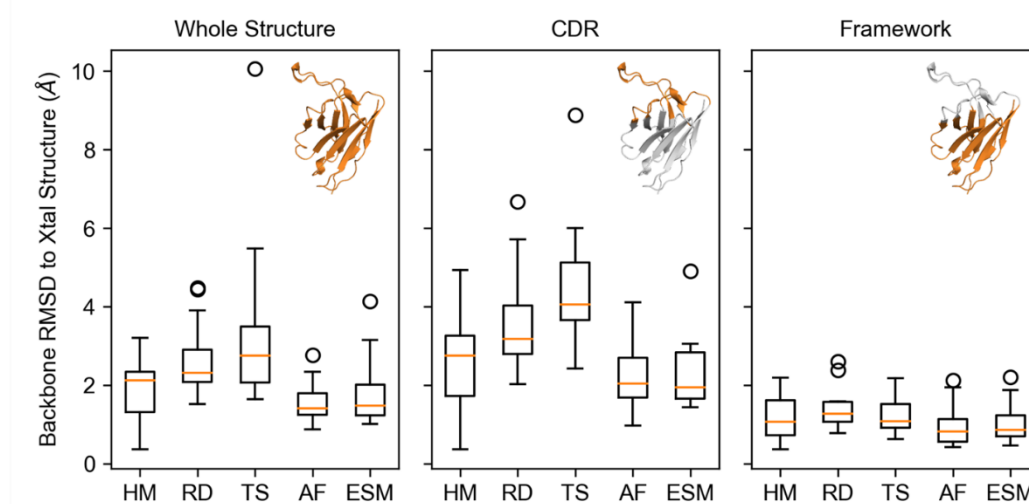 Whole Structure
CDR
Framework
Backbone RMSD to Xtal Structure (Å)
10
8
6
4
2
0
HM RD TS AF ESM
HM RD TS AF ESM
HM RD TS AF ESM